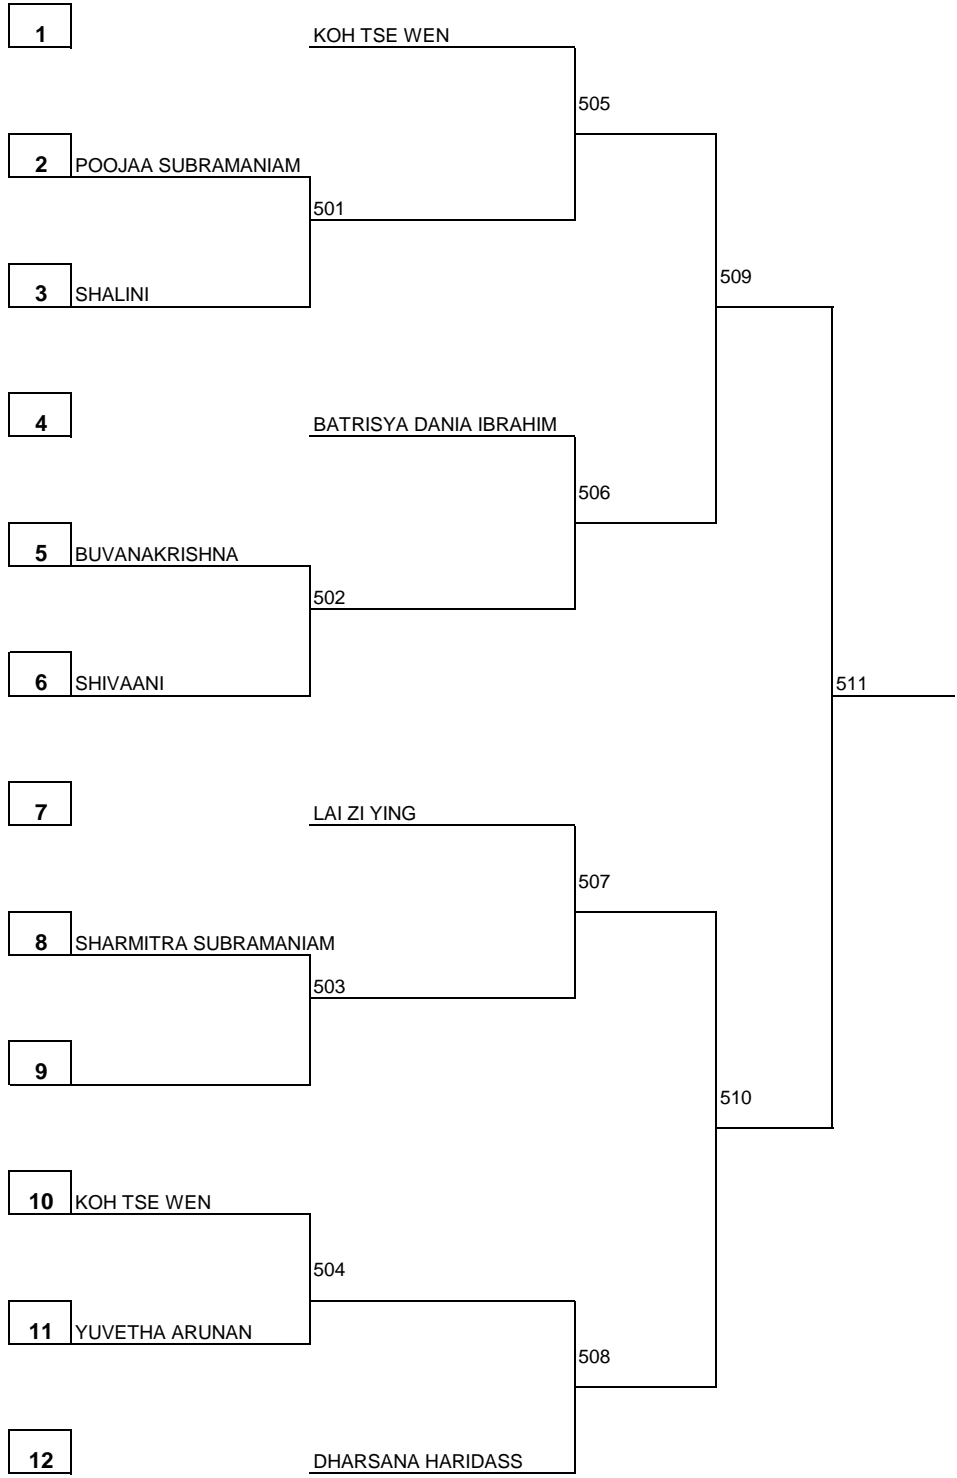 1 KOH TSE WEN
505
2 POOJAA SUBRAMANIAM
501
509
3 SHALINI
4 BATRISYA DANIA IBRAHIM
506
5 BUVANAKRISHNA
502
6 SHIVAANI
511
7 LAI ZI YING
507
8 SHARMITRA SUBRAMANIAM
503
9
510
10 KOH TSE WEN
504
11 YUVETHA ARUNAN
508
12 DHARSANA HARIDASS